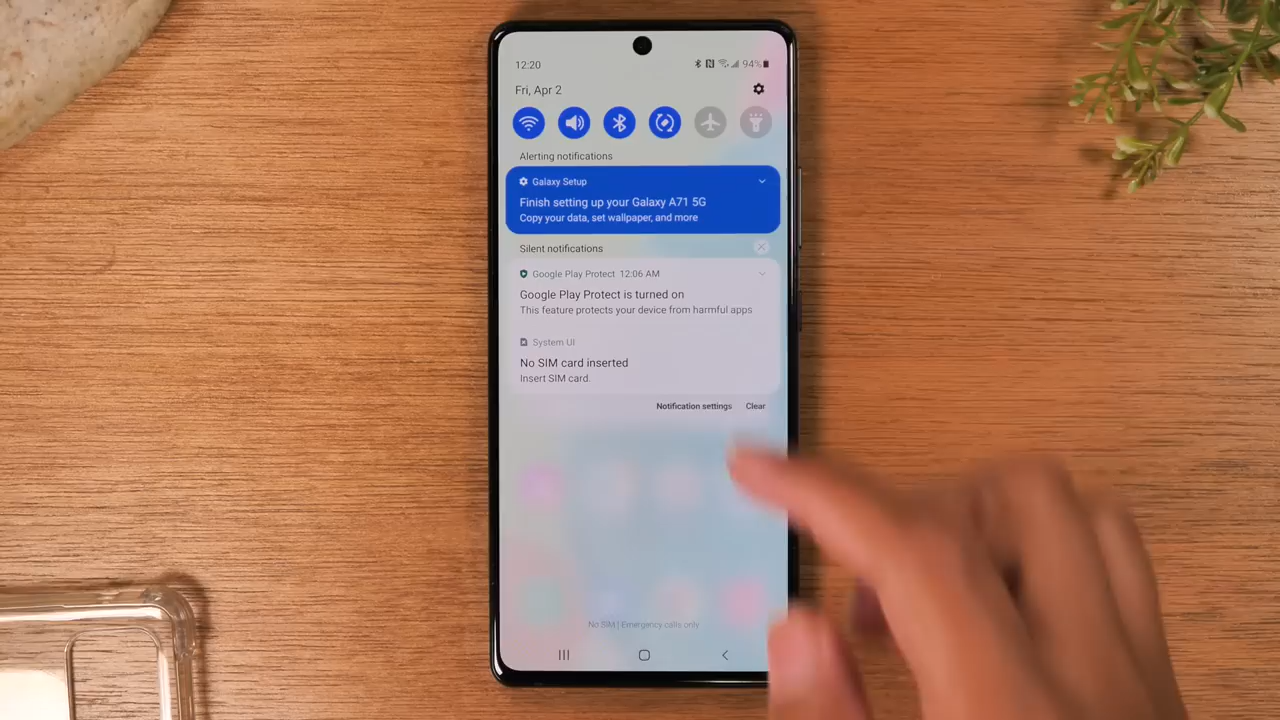 12:20
94%
Fri, Apr 2
Alerting notifications
Galaxy Setup
Finish setting up your Galaxy A71 5G
Copy your data, set wallpaper, and more
Silent notifications
Google Play Protect 12:06 AM
Google Play Protect is turned on
This feature protects your device from harmful apps
System UI
No SIM card inserted
Insert SIM card.
Notification settings Clear
No SIM | Emergency calls only